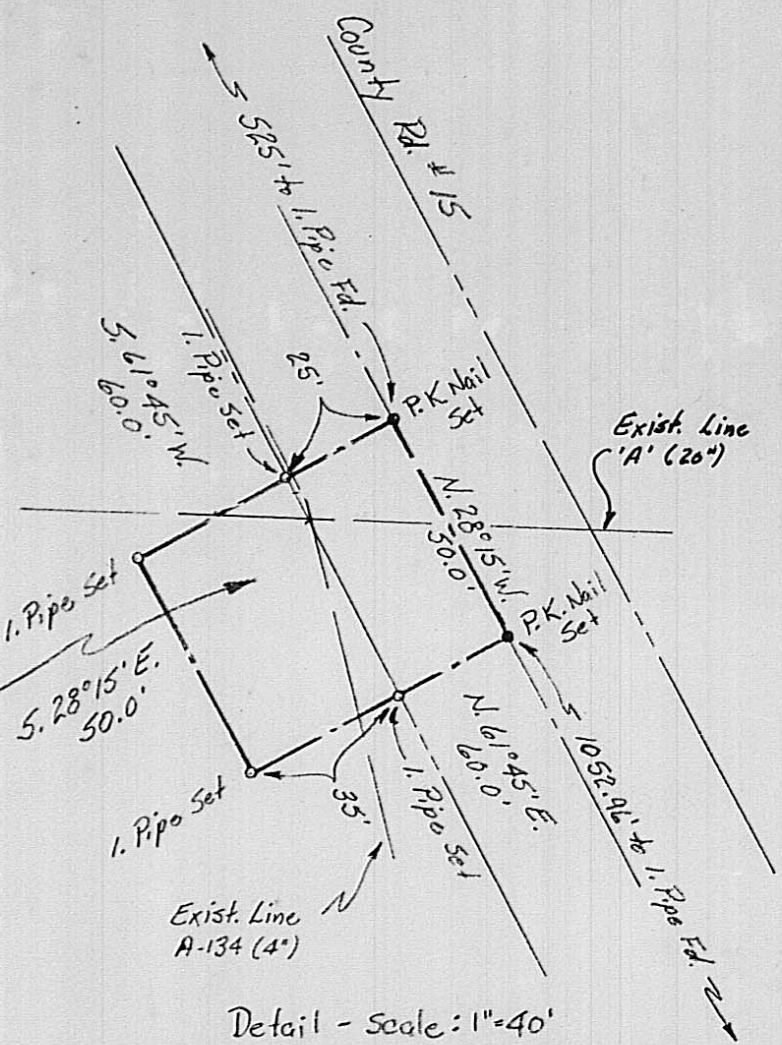 County Rd. # 15
525' to I. Pipe Fd.
I. Pipe Set
25'
S. 61°45' W.
60.0'
P.K Nail
Set
Exist. Line
'A' (20")
N. 28°15' W.
50.0'
I. Pipe Set
P.K. Nail
Set
S. 28°15' E.
50.0'
N. 61°45' E.
60.0'
I. Pipe Set
35'
I. Pipe Set
1052.96' to I. Pipe Fd.
Exist. Line
A-134 (4")
Detail - Scale: 1"=40'